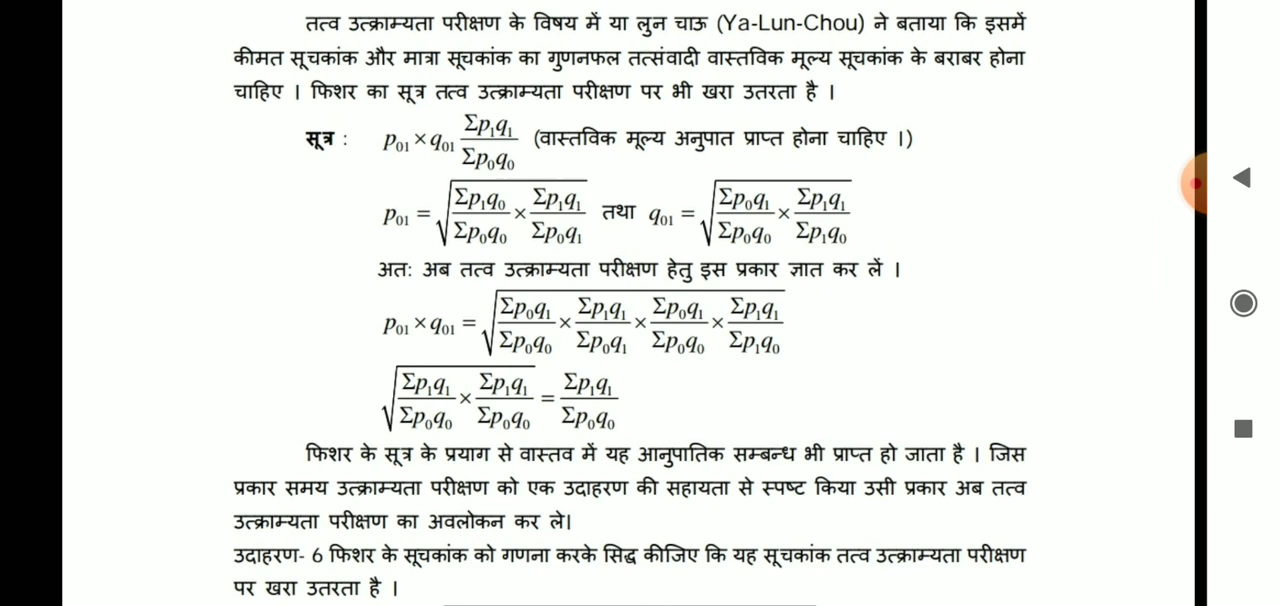 तत्व उत्क्राम्यता परीक्षण के विषय में या लुन चाऊ (Ya-Lun-Chou) ने बताया कि इसमें
कीमत सूचकांक और मात्रा सूचकांक का गुणनफल तत्संवादी वास्तविक मूल्य सूचकांक के बराबर होना
चाहिए । फिशर का सूत्र तत्व उत्क्राम्यता परीक्षण पर भी खरा उतरता है ।
सूत्र : p₀₁ × q₀₁ Σp₁q₁/Σp₀q₀ (वास्तविक मूल्य अनुपात प्राप्त होना चाहिए ।)
p₀₁ = √(Σp₁q₀/Σp₀q₀ × Σp₁q₁/Σp₀q₁) तथा q₀₁ = √(Σp₀q₁/Σp₀q₀ × Σp₁q₁/Σp₁q₀)
अतः अब तत्व उत्क्राम्यता परीक्षण हेतु इस प्रकार ज्ञात कर लें ।
p₀₁ × q₀₁ = √(Σp₀q₁/Σp₀q₀ × Σp₁q₁/Σp₀q₁ × Σp₀q₁/Σp₀q₀ × Σp₁q₁/Σp₁q₀)
√(Σp₁q₁/Σp₀q₀ × Σp₁q₁/Σp₀q₀) = Σp₁q₁/Σp₀q₀
फिशर के सूत्र के प्रयाग से वास्तव में यह आनुपातिक सम्बन्ध भी प्राप्त हो जाता है । जिस
प्रकार समय उत्क्राम्यता परीक्षण को एक उदाहरण की सहायता से स्पष्ट किया उसी प्रकार अब तत्व
उत्क्राम्यता परीक्षण का अवलोकन कर ले।
उदाहरण- 6 फिशर के सूचकांक को गणना करके सिद्ध कीजिए कि यह सूचकांक तत्व उत्क्राम्यता परीक्षण
पर खरा उतरता है ।